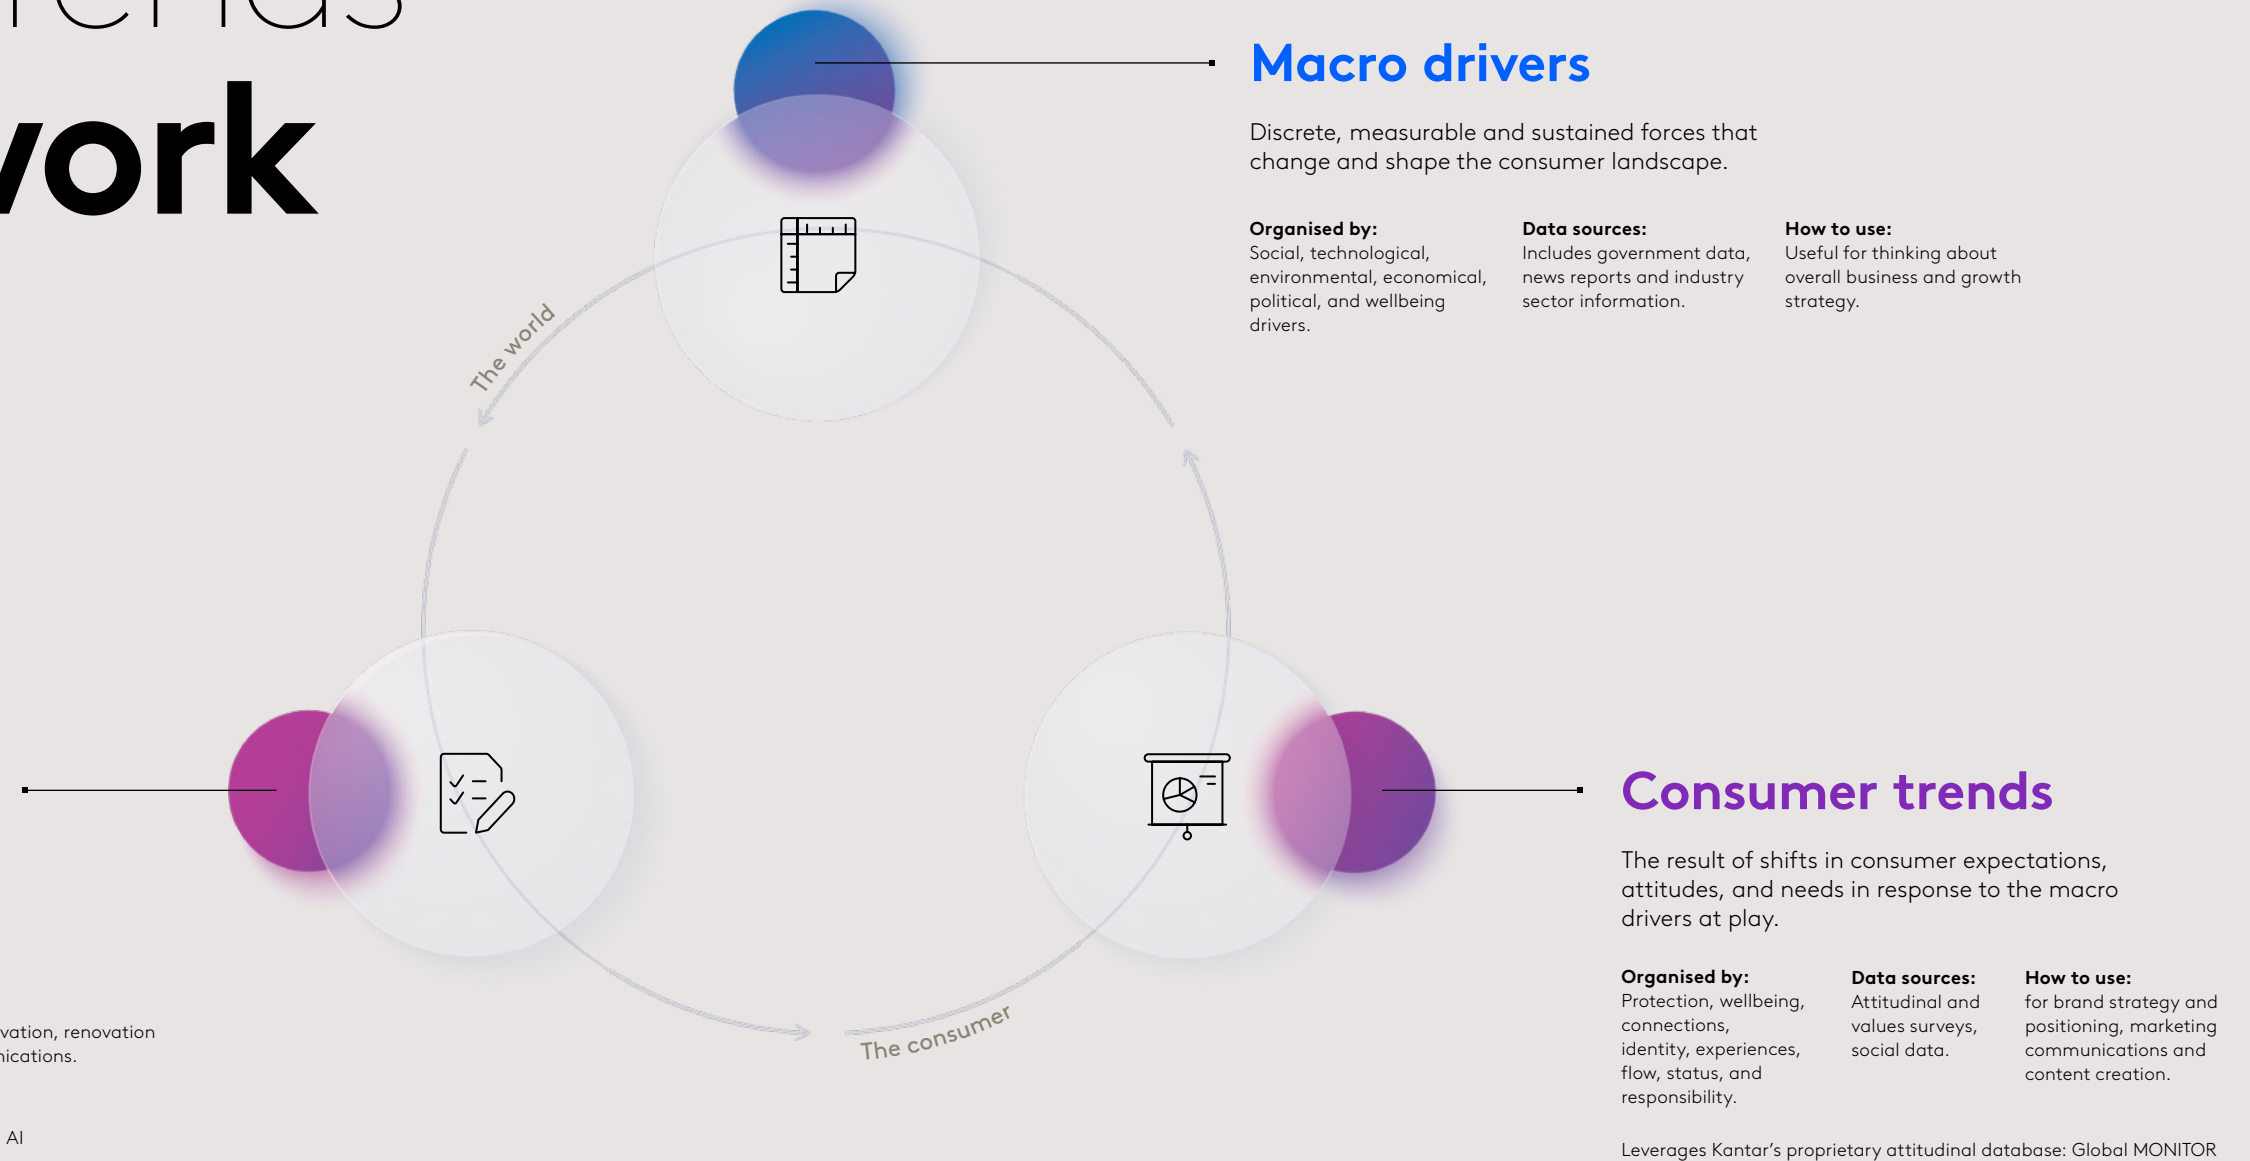 Macro drivers
Discrete, measurable and sustained forces that
change and shape the consumer landscape.
Organised by:
Social, technological,
environmental, economical,
political, and wellbeing
drivers.
Data sources:
Includes government data,
news reports and industry
sector information.
How to use:
Useful for thinking about
overall business and growth
strategy.
The world
The consumer
Consumer trends
The result of shifts in consumer expectations,
attitudes, and needs in response to the macro
drivers at play.
Organised by:
Protection, wellbeing,
connections,
identity, experiences,
flow, status, and
responsibility.
Data sources:
Attitudinal and
values surveys,
social data.
How to use:
for brand strategy and
positioning, marketing
communications and
content creation.
Leverages Kantar's proprietary attitudinal database: Global MONITOR
renovation
AI